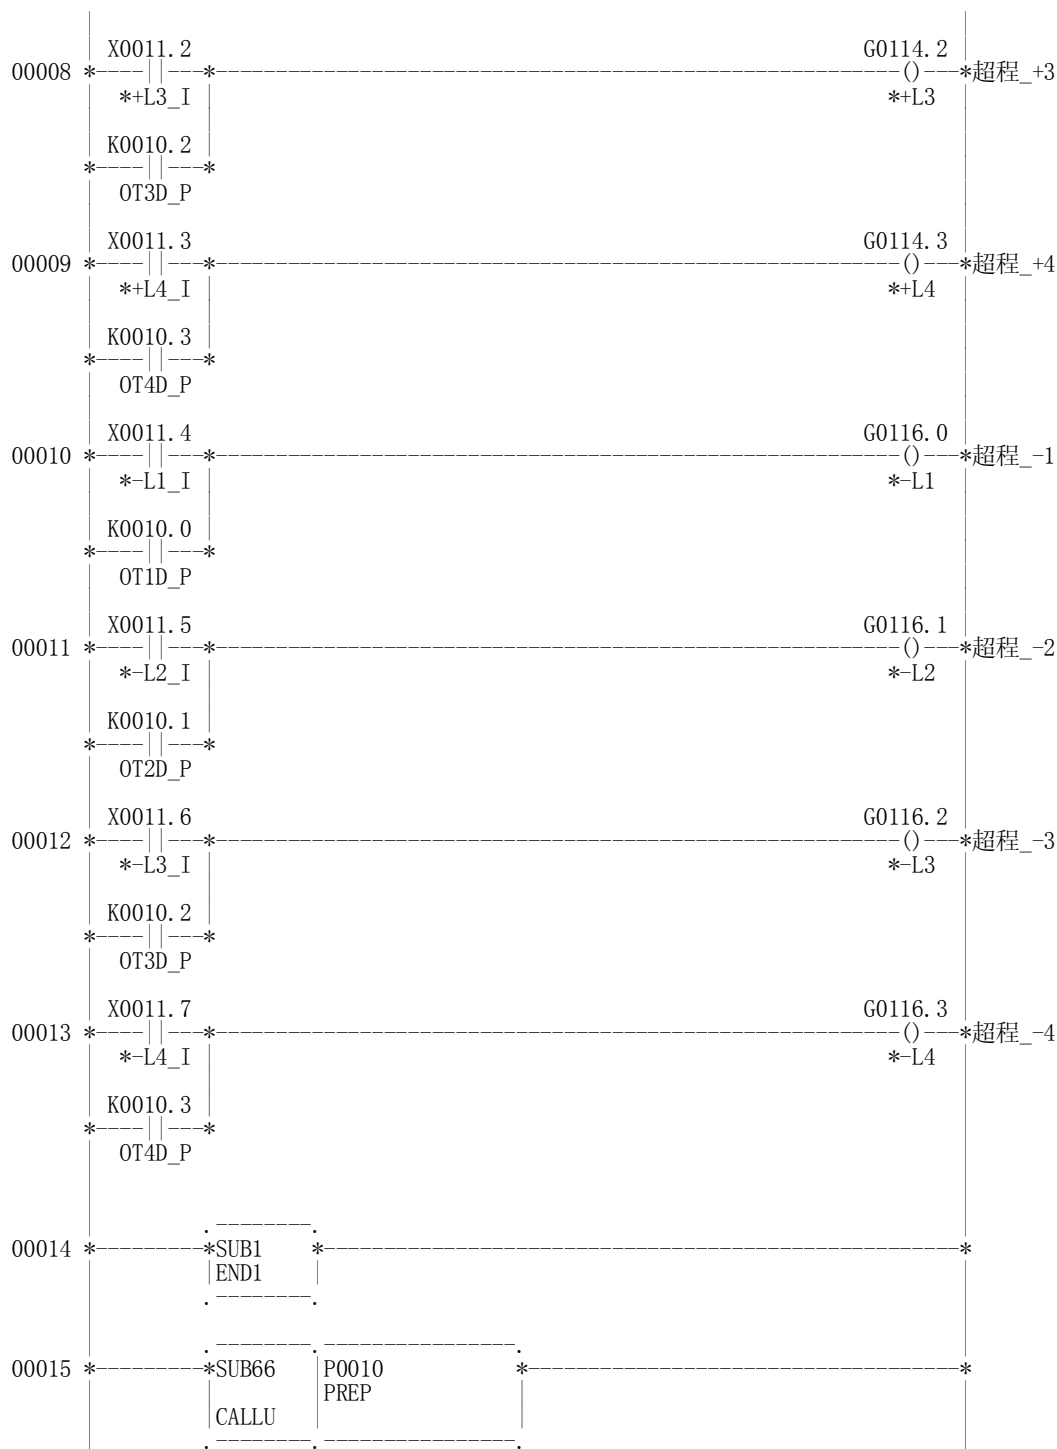 X0011.2 G0114.2
00008 超程_+3
*+L3_I *+L3
K0010.2
OT3D_P
X0011.3 G0114.3
00009 超程_+4
*+L4_I *+L4
K0010.3
OT4D_P
X0011.4 G0116.0
00010 超程_-1
*-L1_I *-L1
K0010.0
OT1D_P
X0011.5 G0116.1
00011 超程_-2
*-L2_I *-L2
K0010.1
OT2D_P
X0011.6 G0116.2
00012 超程_-3
*-L3_I *-L3
K0010.2
OT3D_P
X0011.7 G0116.3
00013 超程_-4
*-L4_I *-L4
K0010.3
OT4D_P
00014 SUB1
END1
00015 SUB66 P0010
PREP
CALLU